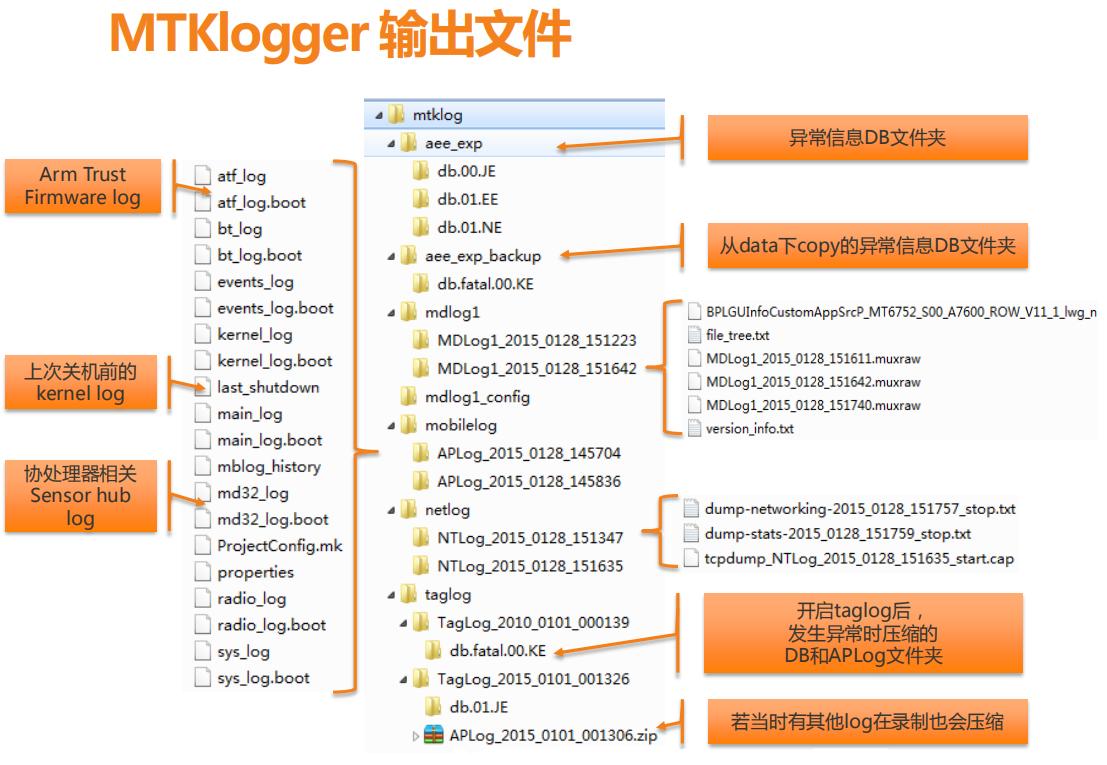 MTKlogger 输出文件
Arm Trust
Firmware log
上次关机前的
kernel log
协处理器相关
Sensor hub
log
atf_log
atf_log.boot
bt_log
bt_log.boot
events_log
events_log.boot
kernel_log
kernel_log.boot
last_shutdown
main_log
main_log.boot
mblog_history
md32_log
md32_log.boot
ProjectConfig.mk
properties
radio_log
radio_log.boot
sys_log
sys_log.boot
mtklog
aee_exp
db.00.JE
db.01.EE
db.01.NE
aee_exp_backup
db.fatal.00.KE
mdlog1
MDLog1_2015_0128_151223
MDLog1_2015_0128_151642
mdlog1_config
mobilelog
APLog_2015_0128_145704
APLog_2015_0128_145836
netlog
NTLog_2015_0128_151347
NTLog_2015_0128_151635
taglog
TagLog_2010_0101_000139
db.fatal.00.KE
TagLog_2015_0101_001326
db.01.JE
APLog_2015_0101_001306.zip
异常信息DB文件夹
从data下copy的异常信息DB文件夹
BPLGUInfoCustomAppSrcP_MT6752_S00_A7600_ROW_V11_1_lwg_n
file_tree.txt
MDLog1_2015_0128_151611.muxraw
MDLog1_2015_0128_151642.muxraw
MDLog1_2015_0128_151740.muxraw
version_info.txt
dump-networking-2015_0128_151757_stop.txt
dump-stats-2015_0128_151759_stop.txt
tcpdump_NTLog_2015_0128_151635_start.cap
开启taglog后，
发生异常时压缩的
DB和APLog文件夹
若当时有其他log在录制也会压缩